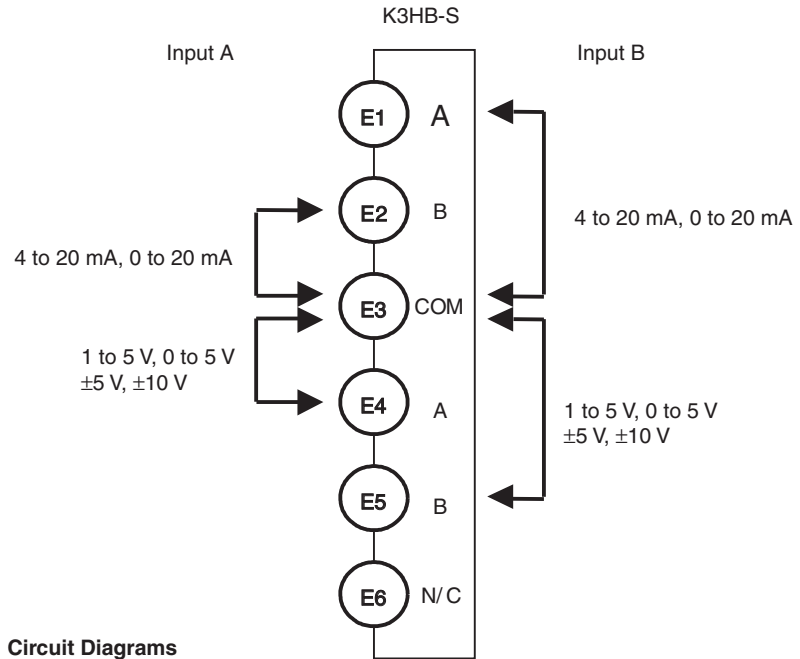 K3HB-S
Input A
Input B
E1 A
E2 B
4 to 20 mA, 0 to 20 mA
4 to 20 mA, 0 to 20 mA
E3 COM
1 to 5 V, 0 to 5 V
±5 V, ±10 V
E4 A
1 to 5 V, 0 to 5 V
±5 V, ±10 V
E5 B
E6 N/C
Circuit Diagrams